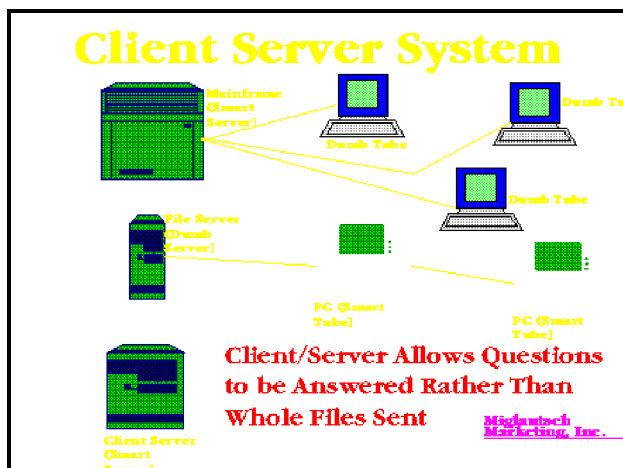 Client Server System
Mainframe
(Smart
Server)
Dumb Tube
Dumb Tu
Dumb Tube
File Server
(Dumb
Server)
PC (Smart
Tube)
PC (Smart
Tube)
Client/Server Allows Questions
to be Answered Rather Than
Whole Files Sent
Miglautsch
Marketing, Inc.
Client Server
(Smart